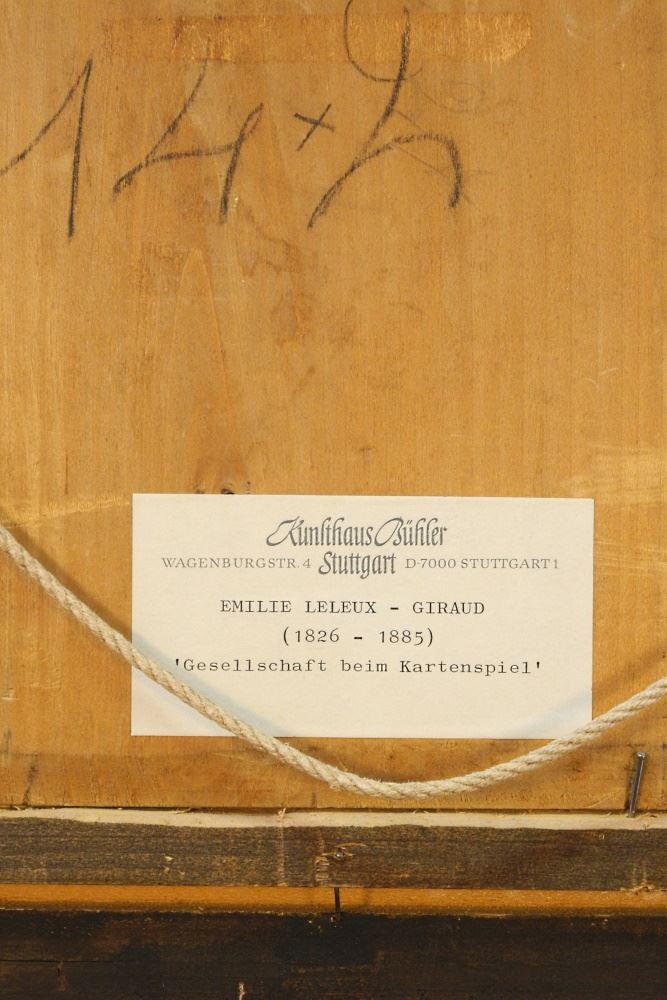 14 × 2
Kunsthaus Bühler
WAGENBURGSTR. 4 Stuttgart D-7000 STUTTGART 1
EMILIE LELEUX - GIRAUD
(1826 - 1885)
'Gesellschaft beim Kartenspiel'